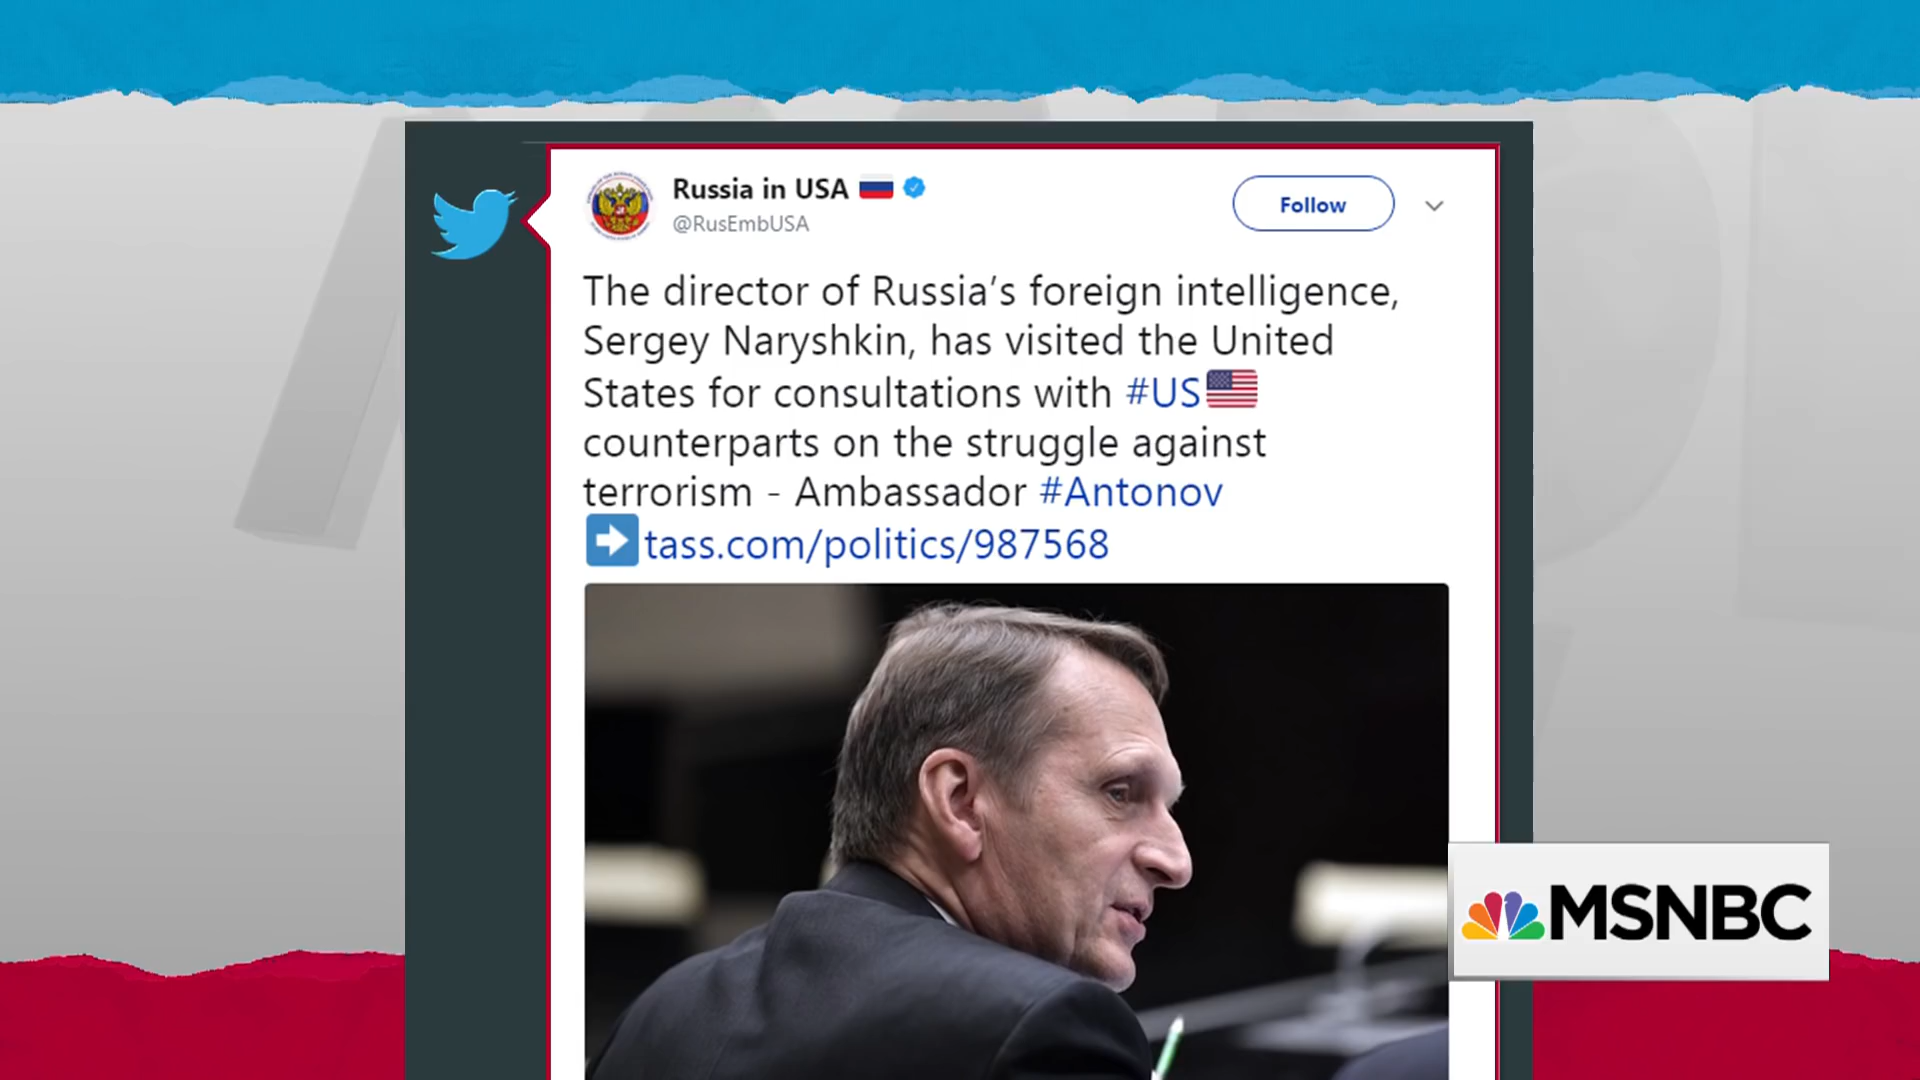 Russia in USA
@RusEmbUSA
Follow
The director of Russia’s foreign intelligence,
Sergey Naryshkin, has visited the United
States for consultations with #US
counterparts on the struggle against
terrorism - Ambassador #Antonov
tass.com/politics/987568
MSNBC